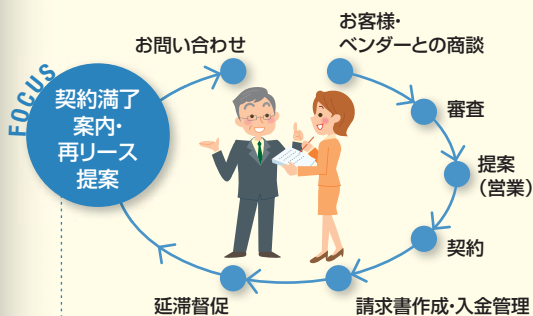 FOCUS
契約満了
案内・
再リース
提案
お問い合わせ
お客様・
ベンダーとの商談
審査
提案
(営業)
契約
請求書作成・入金管理
延滞督促